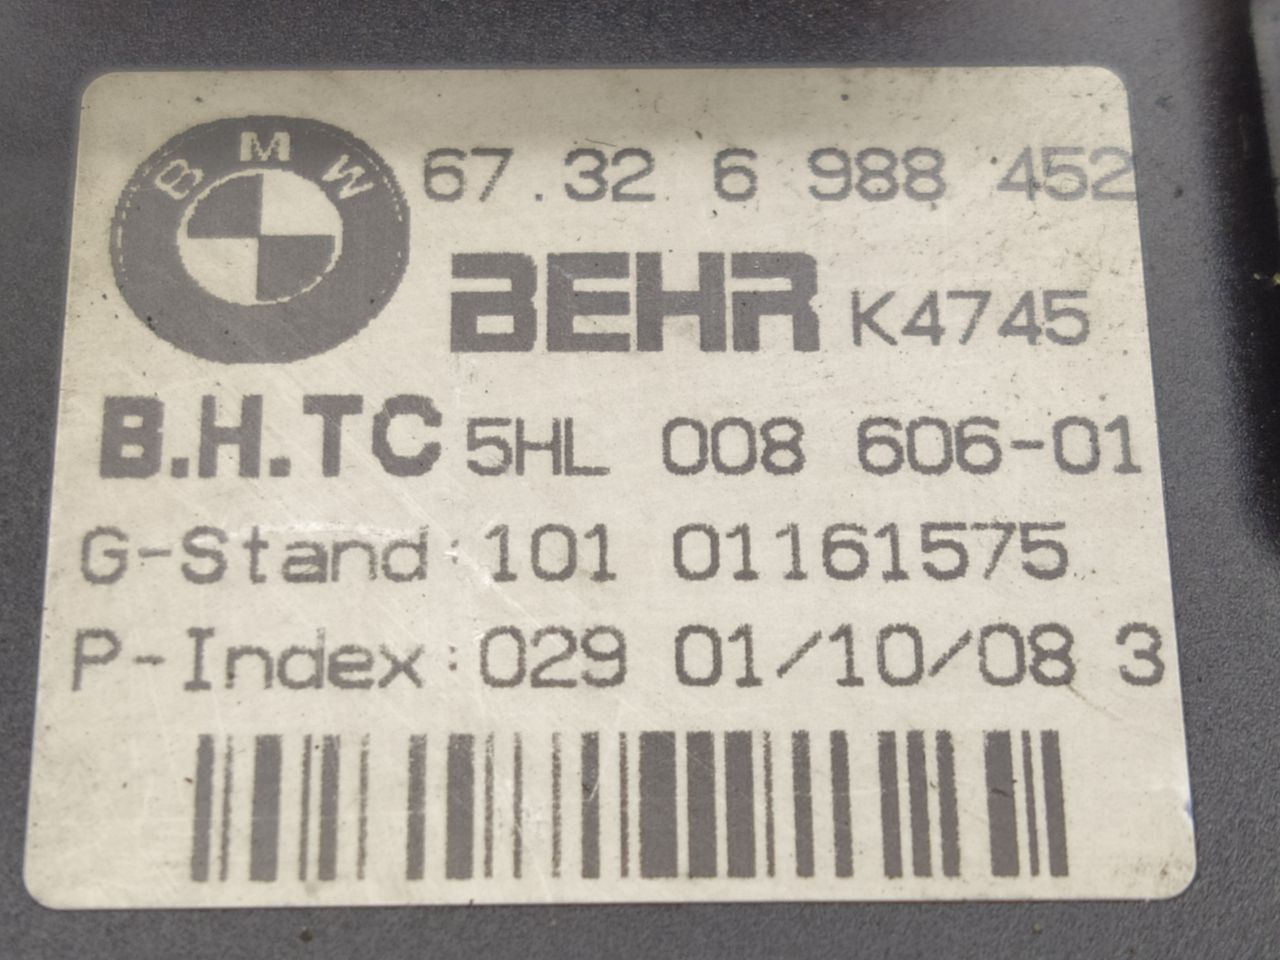 BMW 67.32 6 988 452
BEHR K4745
B.H.TC 5HL 008 606-01
G-Stand:101 01161575
P-Index:029 01/10/08 3